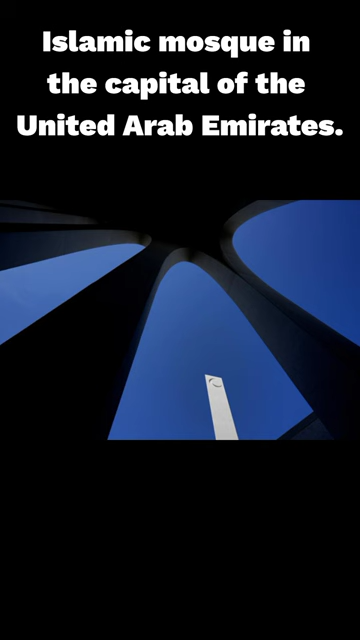 Islamic mosque in
the capital of the
United Arab Emirates.